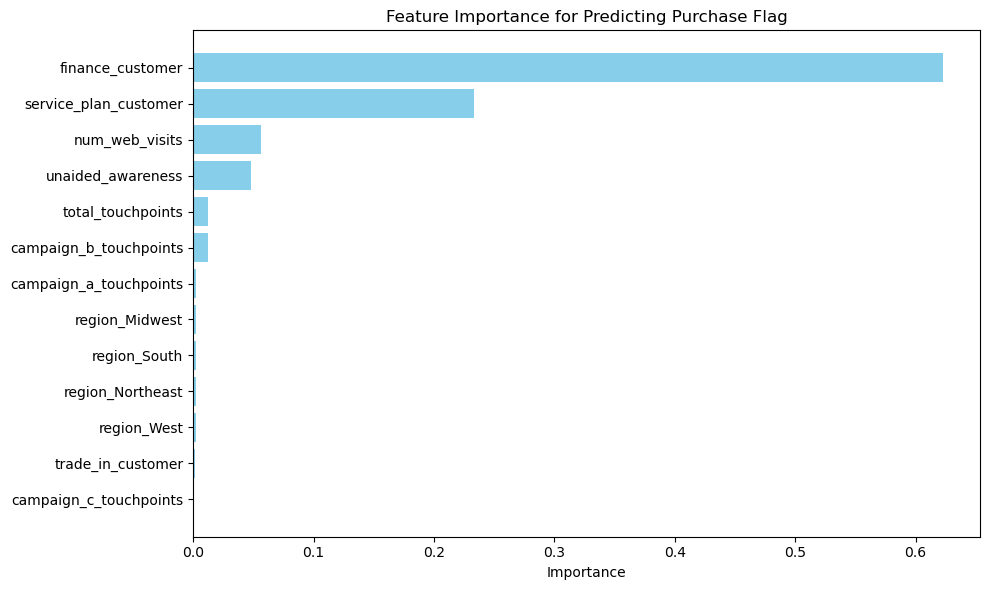 Feature Importance for Predicting Purchase Flag
finance_customer
service_plan_customer
num_web_visits
unaided_awareness
total_touchpoints
campaign_b_touchpoints
campaign_a_touchpoints
region_Midwest
region_South
region_Northeast
region_West
trade_in_customer
campaign_c_touchpoints
0.0 0.1 0.2 0.3 0.4 0.5 0.6
Importance